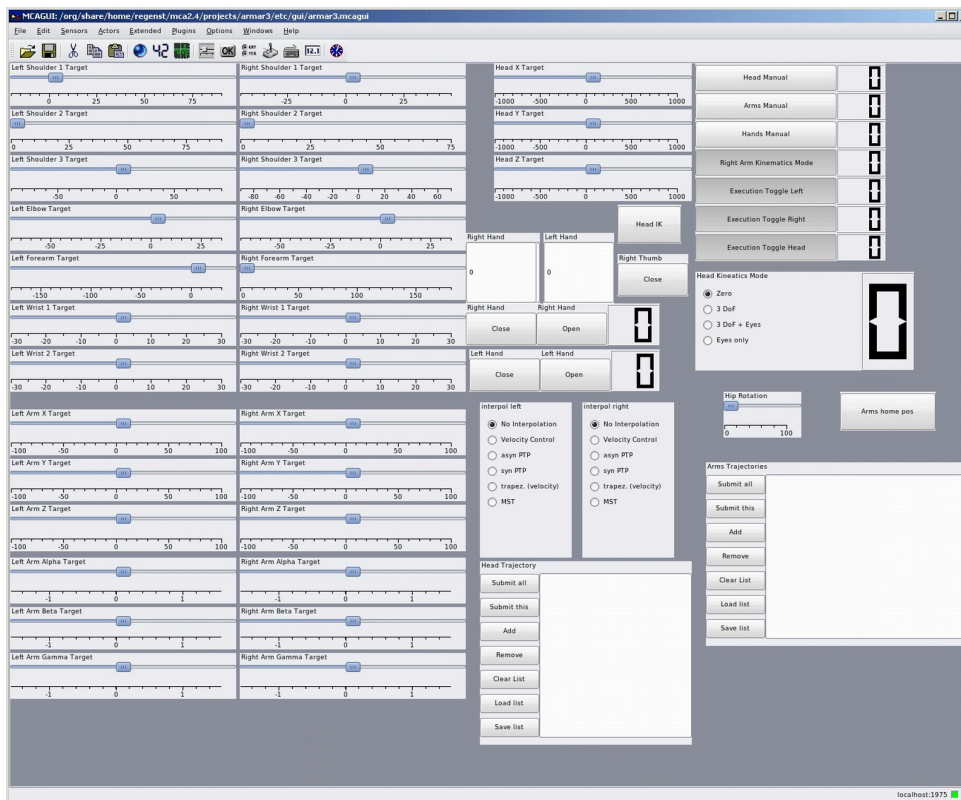 MCAGUI: /org/share/home/regenst/mca2.4/projects/armar3/etc/gui/armar3.mcagui
File Edit Sensors Actors Extended Plugins Options Windows Help
42 OK 12.1
Left Shoulder 1 Target
0 25 50 75
Left Shoulder 2 Target
0 25 50 75
Left Shoulder 3 Target
-50 0 50
Left Elbow Target
-50 -25 0 25
Left Forearm Target
-150 -100 -50 0
Left Wrist 1 Target
-30 -20 -10 0 10 20 30
Left Wrist 2 Target
-30 -20 -10 0 10 20 30
Left Arm X Target
-100 -50 0 50 100
Left Arm Y Target
-100 -50 0 50 100
Left Arm Z Target
-100 -50 0 50 100
Left Arm Alpha Target
-1 0 1
Left Arm Beta Target
-1 0 1
Left Arm Gamma Target
-1 0 1
Right Shoulder 1 Target
-25 0 25
Right Shoulder 2 Target
0 25 50 75
Right Shoulder 3 Target
-80 -60 -40 -20 0 20 40 60
Right Elbow Target
-50 -25 0 25
Right Forearm Target
0 50 100 150
Right Wrist 1 Target
-30 -20 -10 0 10 20 30
Right Wrist 2 Target
-30 -20 -10 0 10 20 30
Right Arm X Target
-100 -50 0 50 100
Right Arm Y Target
-100 -50 0 50 100
Right Arm Z Target
-100 -50 0 50 100
Right Arm Alpha Target
-1 0 1
Right Arm Beta Target
-1 0 1
Right Arm Gamma Target
-1 0 1
Head X Target
-1000 -500 0 500 1000
Head Y Target
-1000 -500 0 500 1000
Head Z Target
-1000 -500 0 500 1000
Head IK
Right Hand Left Hand
0 0
Right Thumb
Close
Right Hand Right Hand
Close Open 0
Left Hand Left Hand
Close Open 0
interpol left
No Interpolation
Velocity Control
asyn PTP
syn PTP
trapez. (velocity)
MST
interpol right
No Interpolation
Velocity Control
asyn PTP
syn PTP
trapez. (velocity)
MST
Head Trajectory
Submit all
Submit this
Add
Remove
Clear List
Load list
Save list
Head Manual 0
Arms Manual 0
Hands Manual 0
Right Arm Kinematics Mode 0
Execution Toggle Left 0
Execution Toggle Right 0
Execution Toggle Head 0
Head Kineatics Mode
Zero
3 DoF
3 DoF + Eyes
Eyes only
0
Hip Rotation
0 100
Arms home pos
Arms Trajectories
Submit all
Submit this
Add
Remove
Clear List
Load list
Save list
localhost:1975